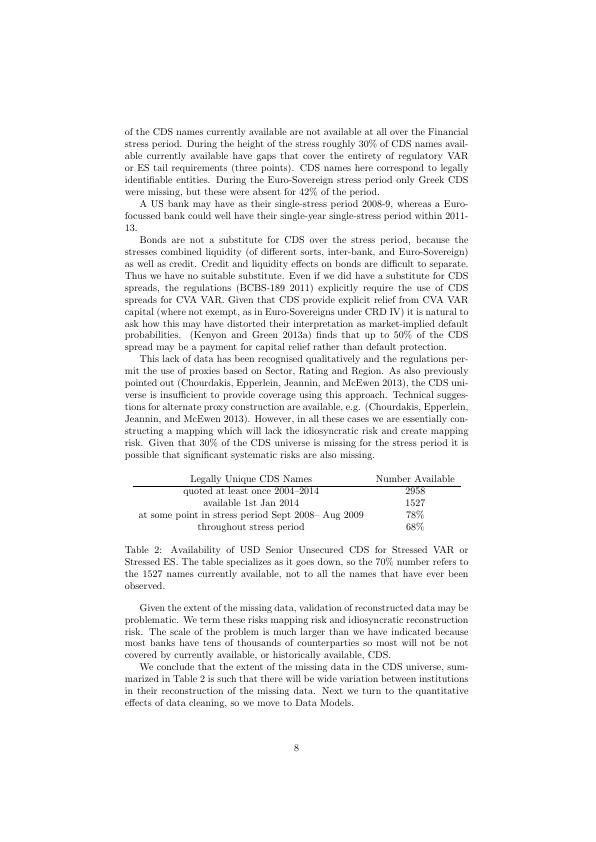 of the CDS names currently available are not available at all over the Financial
stress period. During the height of the stress roughly 30% of CDS names avail-
able currently available have gaps that cover the entirety of regulatory VAR
or ES tail requirements (three points). CDS names here correspond to legally
identifiable entities. During the Euro-Sovereign stress period only Greek CDS
were missing, but these were absent for 42% of the period.
A US bank may have as their single-stress period 2008-9, whereas a Euro-
focussed bank could well have their single-year single-stress period within 2011-
13.
Bonds are not a substitute for CDS over the stress period, because the
stresses combined liquidity (of different sorts, inter-bank, and Euro-Sovereign)
as well as credit. Credit and liquidity effects on bonds are difficult to separate.
Thus we have no suitable substitute. Even if we did have a substitute for CDS
spreads, the regulations (BCBS-189 2011) explicitly require the use of CDS
spreads for CVA VAR. Given that CDS provide explicit relief from CVA VAR
capital (where not exempt, as in Euro-Sovereigns under CRD IV) it is natural to
ask how this may have distorted their interpretation as market-implied default
probabilities. (Kenyon and Green 2013a) finds that up to 50% of the CDS
spread may be a payment for capital relief rather than default protection.
This lack of data has been recognised qualitatively and the regulations per-
mit the use of proxies based on Sector, Rating and Region. As also previously
pointed out (Chourdakis, Epperlein, Jeannin, and McEwen 2013), the CDS uni-
verse is insufficient to provide coverage using this approach. Technical sugges-
tions for alternate proxy construction are available, e.g. (Chourdakis, Epperlein,
Jeannin, and McEwen 2013). However, in all these cases we are essentially con-
structing a mapping which will lack the idiosyncratic risk and create mapping
risk. Given that 30% of the CDS universe is missing for the stress period it is
possible that significant systematic risks are also missing.
Legally Unique CDS Names Number Available
quoted at least once 2004–2014 2958
available 1st Jan 2014 1527
at some point in stress period Sept 2008– Aug 2009 78%
throughout stress period 68%
Table 2: Availability of USD Senior Unsecured CDS for Stressed VAR or
Stressed ES. The table specializes as it goes down, so the 70% number refers to
the 1527 names currently available, not to all the names that have ever been
observed.
Given the extent of the missing data, validation of reconstructed data may be
problematic. We term these risks mapping risk and idiosyncratic reconstruction
risk. The scale of the problem is much larger than we have indicated because
most banks have tens of thousands of counterparties so most will not be not
covered by currently available, or historically available, CDS.
We conclude that the extent of the missing data in the CDS universe, sum-
marized in Table 2 is such that there will be wide variation between institutions
in their reconstruction of the missing data. Next we turn to the quantitative
effects of data cleaning, so we move to Data Models.
8